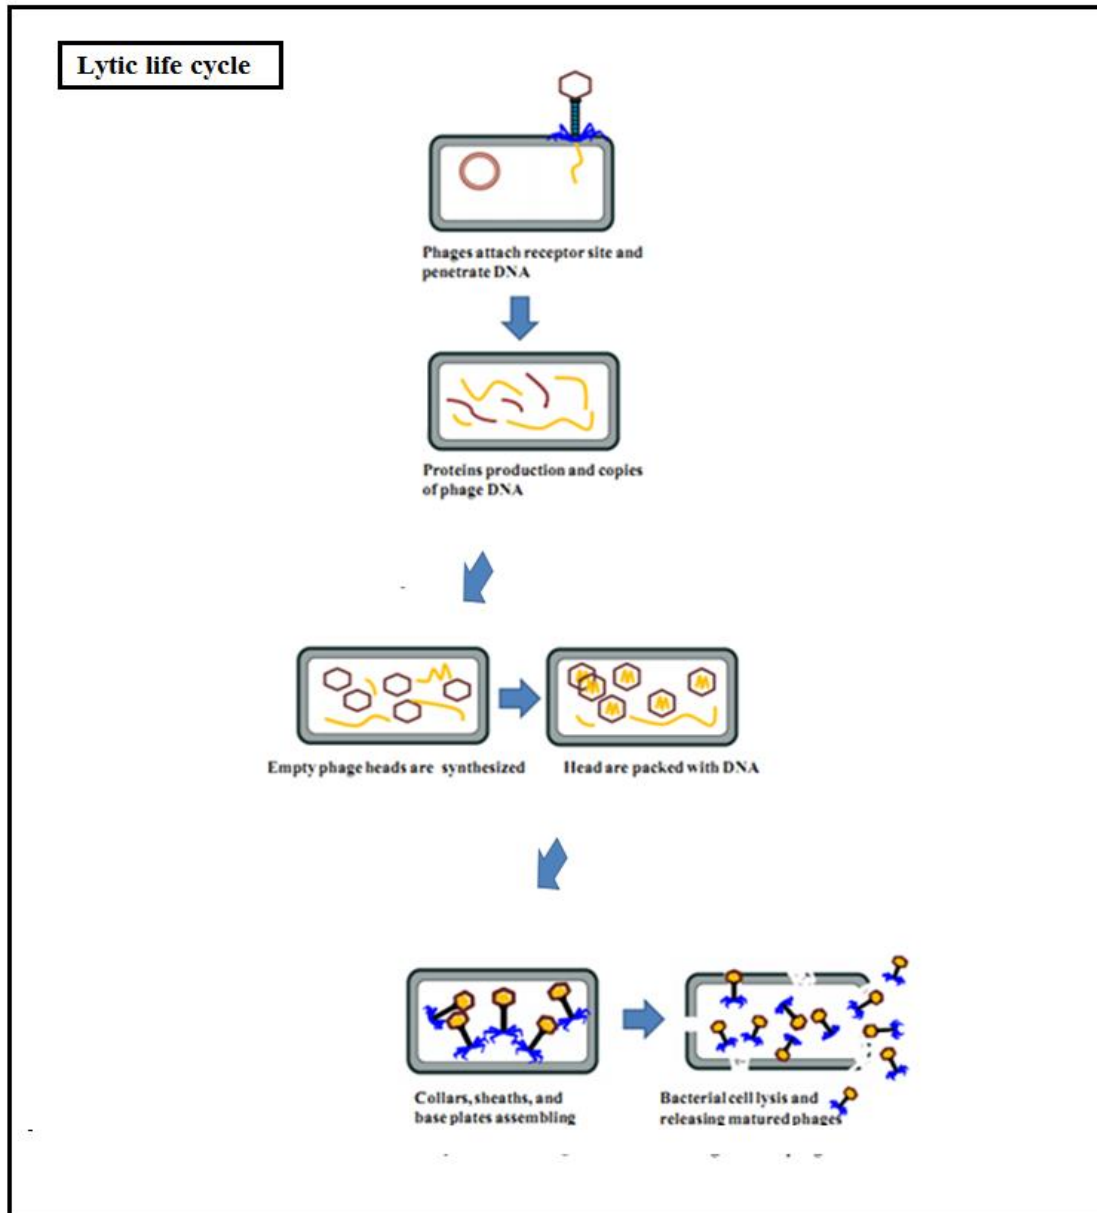 Lytic life cycle
Phages attach receptor site and
penetrate DNA
Proteins production and copies
of phage DNA
Empty phage heads are synthesized
Head are packed with DNA
Collars, sheaths, and
base plates assembling
Bacterial cell lysis and
releasing matured phages